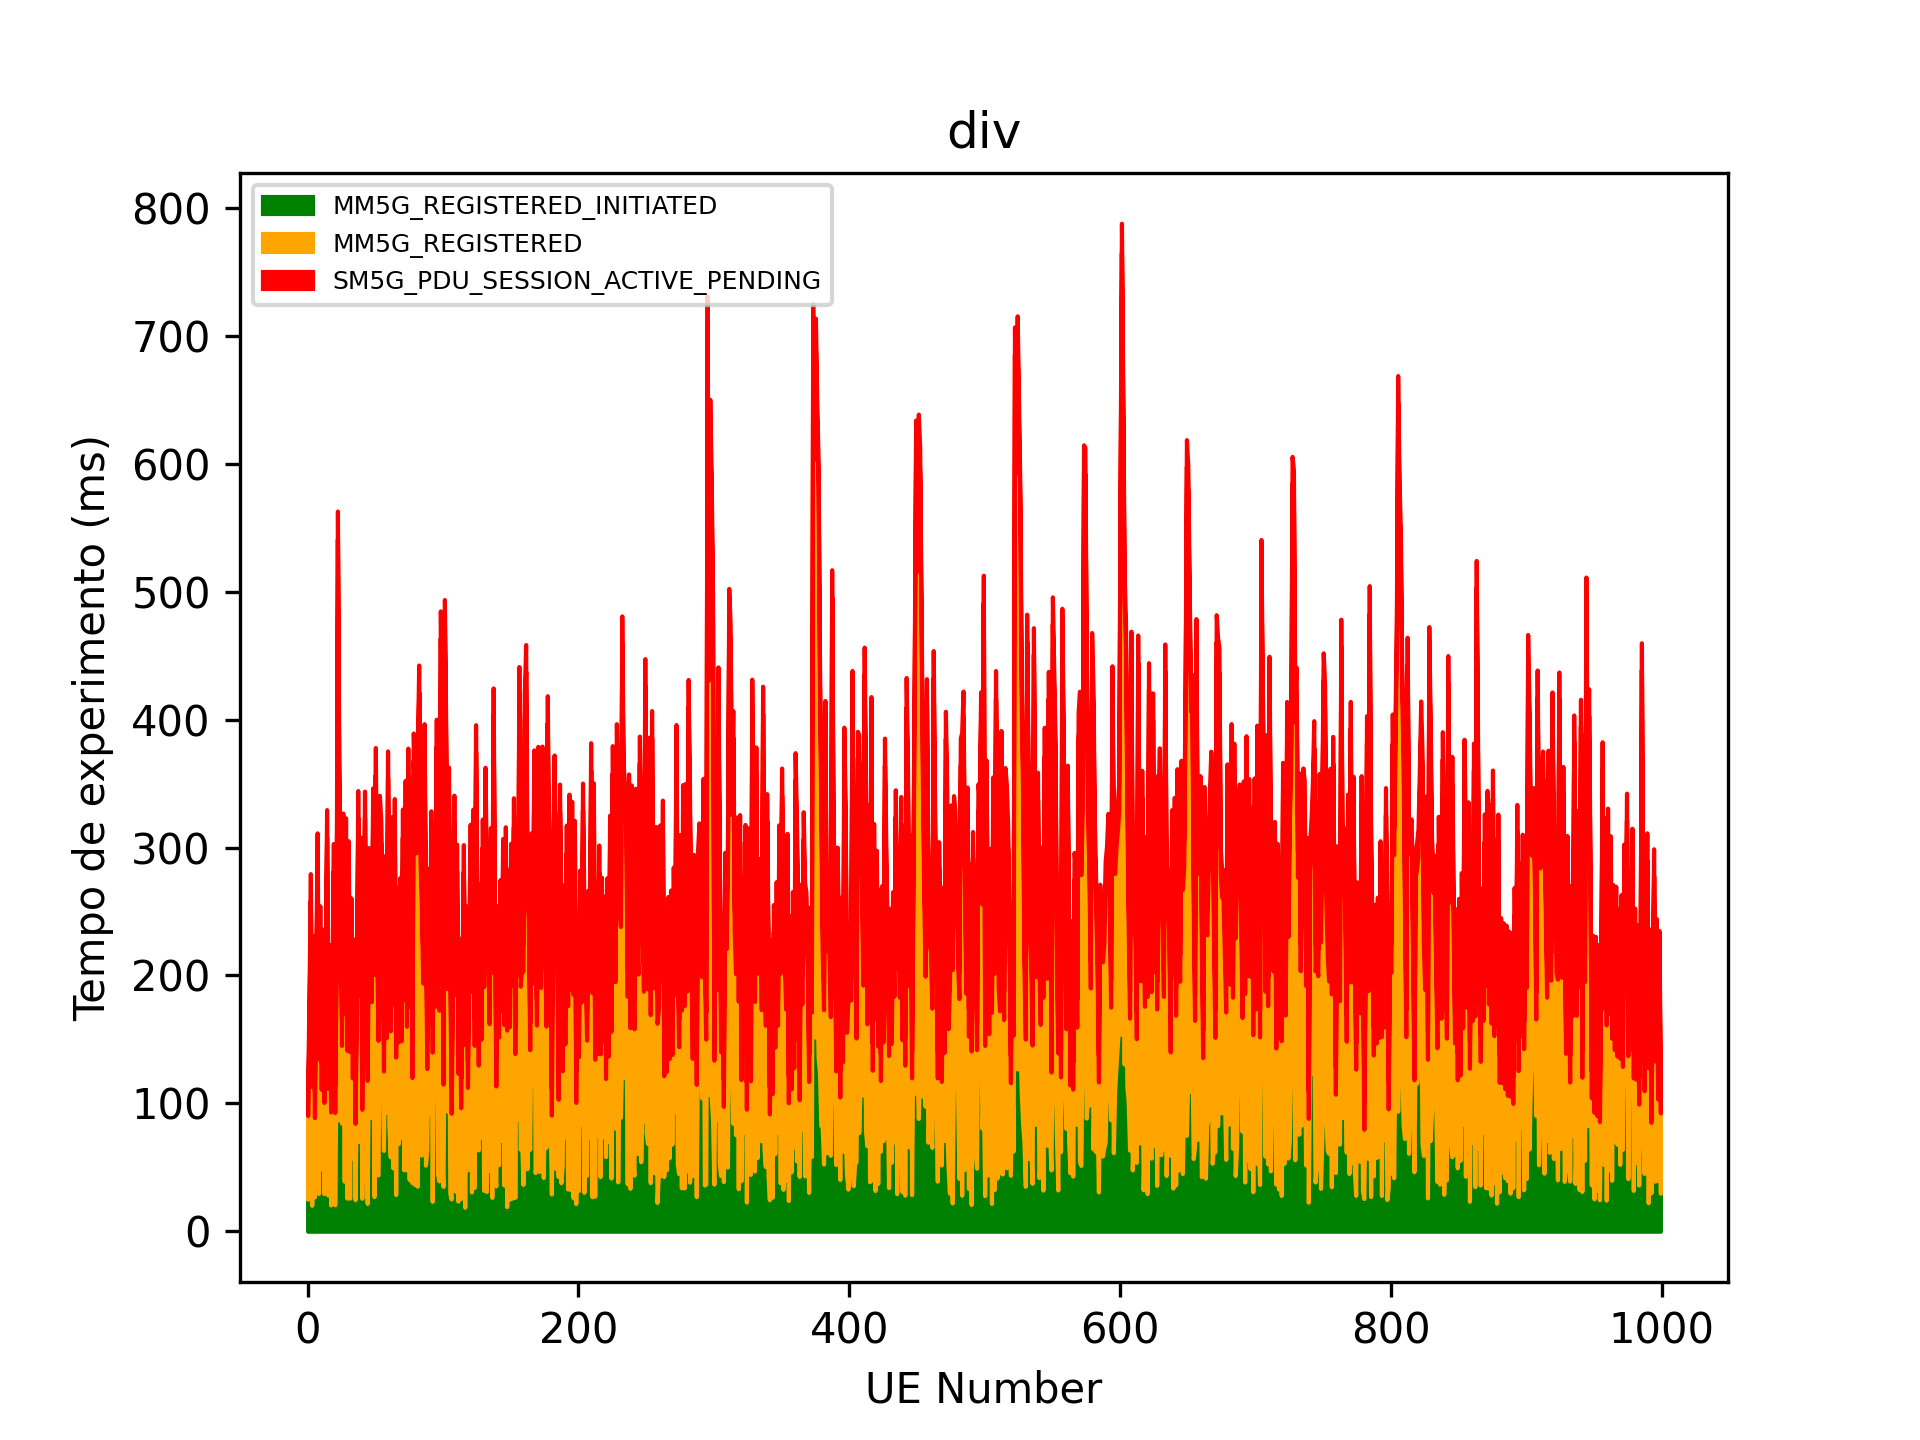 div
MM5G_REGISTERED_INITIATED
MM5G_REGISTERED
SM5G_PDU_SESSION_ACTIVE_PENDING
800
700
600
500
400
300
200
100
0
Tempo de experimento (ms)
0 200 400 600 800 1000
UE Number